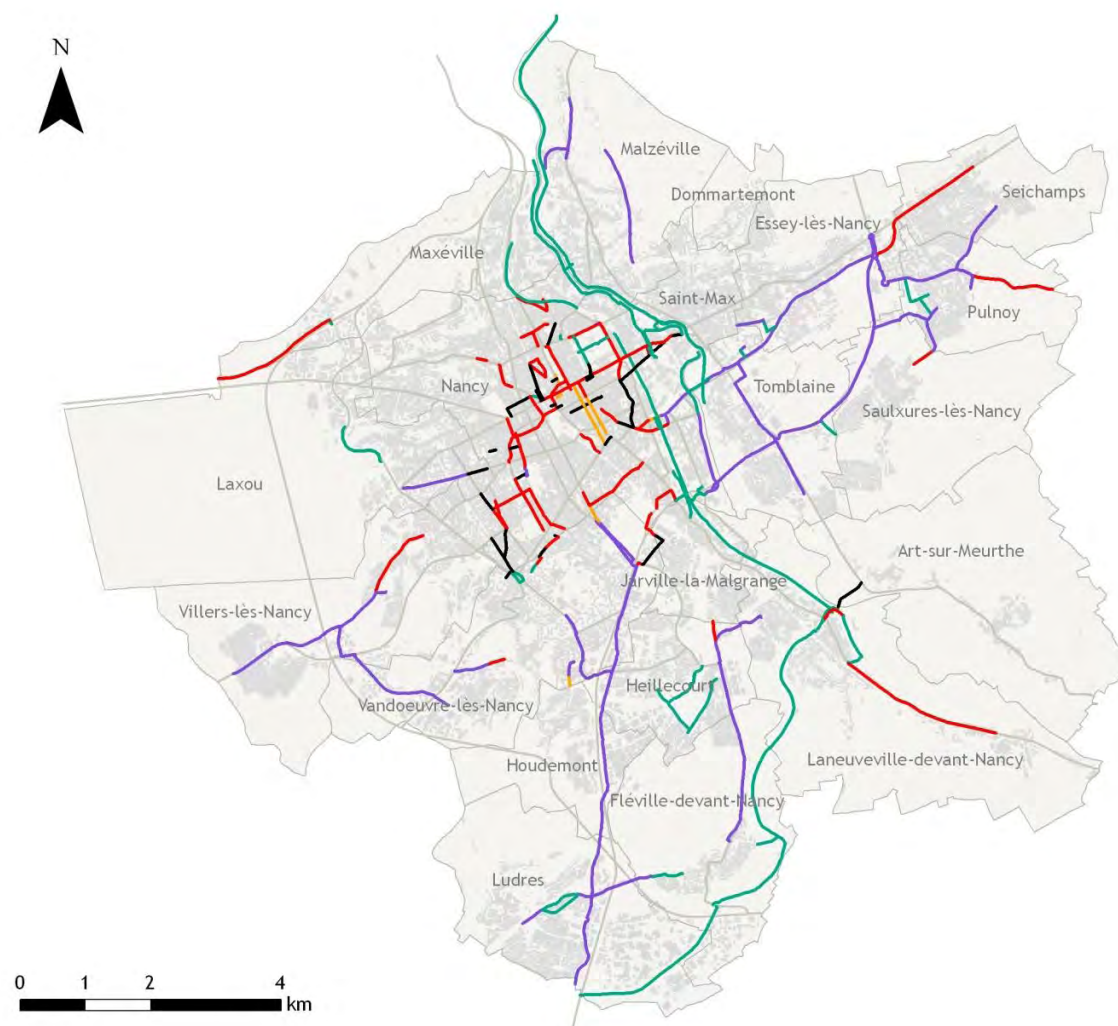 N
Malzéville
Dommartemont
Seichamps
Essey-lès-Nancy
Maxéville
Saint-Max
Pulnoy
Nancy
Tomblaine
Saulxures-lès-Nancy
Laxou
Art-sur-Meurthe
Jarville-la-Malgrange
Villers-lès-Nancy
Heillecourt
Vandoeuvre-lès-Nancy
Houdemont
Laneuveville-devant-Nancy
Fléville-devant-Nancy
Ludres
0 1 2 4
km